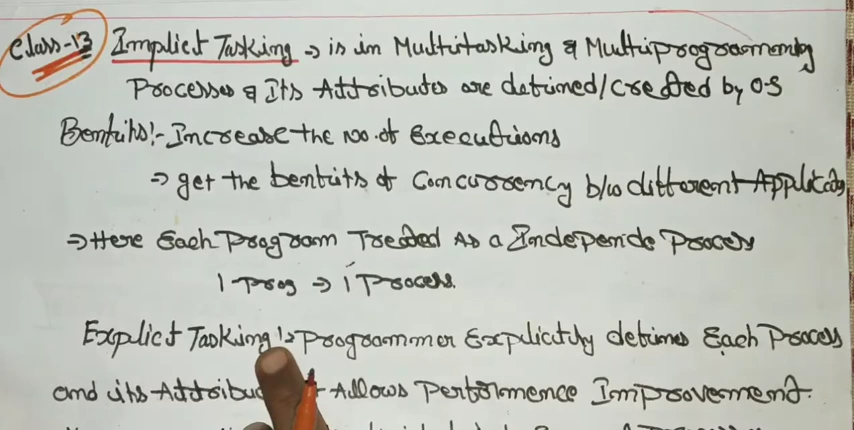 Class-13 Implict Tasking → is in Multitasking & Multiprogramming
Processes & Its Attributes are defined/created by O-S
Benfits:- Increase the No. of Executions
→ get the benfits of Concurrency b/w different
⇒ Here Each Program Treated As a Independe Process
1 Prog → 1 Process.
Explict Tasking :- Programmer Explicitly defines Each Process
and its Allows Performence Improvement.